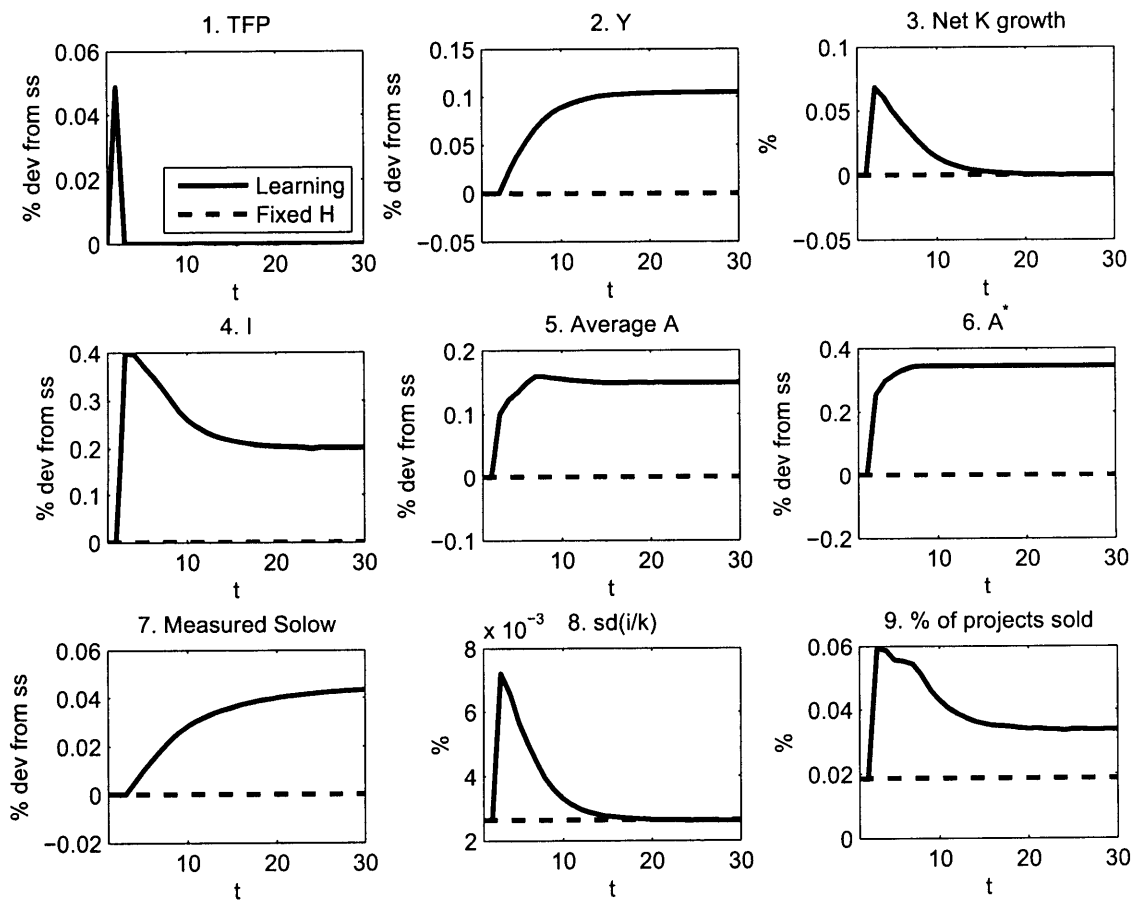 1. TFP
% dev from ss
0.06
0.04
0.02
0
10
20
30
t
Learning
Fixed H
2. Y
% dev from ss
0.15
0.1
0.05
0
−0.05
10
20
30
t
3. Net K growth
%
0.1
0.05
0
−0.05
10
20
30
t
4. I
% dev from ss
0.4
0.3
0.2
0.1
0
10
20
30
t
5. Average A
% dev from ss
0.2
0.1
0
−0.1
10
20
30
t
6. A*
% dev from ss
0.4
0.2
0
−0.2
10
20
30
t
7. Measured Solow
% dev from ss
0.06
0.04
0.02
0
−0.02
10
20
30
t
x 10⁻³ 8. sd(i/k)
%
8
6
4
2
10
20
30
t
9. % of projects sold
%
0.06
0.04
0.02
0
10
20
30
t